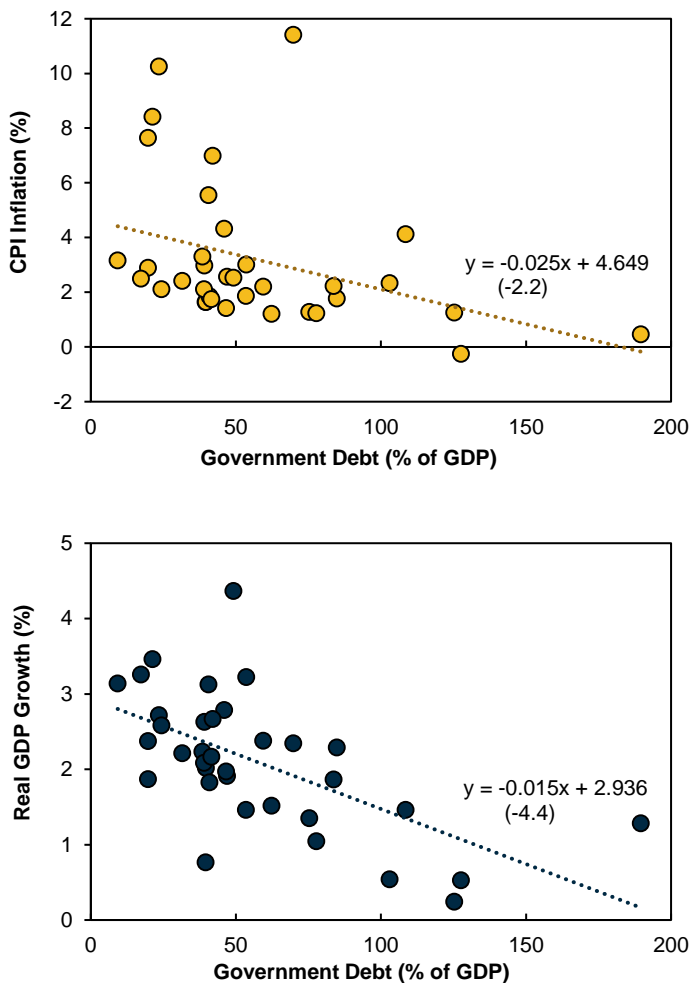 12
10
8
6
4
2
0
-2
CPI Inflation (%)
y = -0.025x + 4.649
(-2.2)
0 50 100 150 200
Government Debt (% of GDP)
5
4
3
2
1
0
Real GDP Growth (%)
y = -0.015x + 2.936
(-4.4)
0 50 100 150 200
Government Debt (% of GDP)